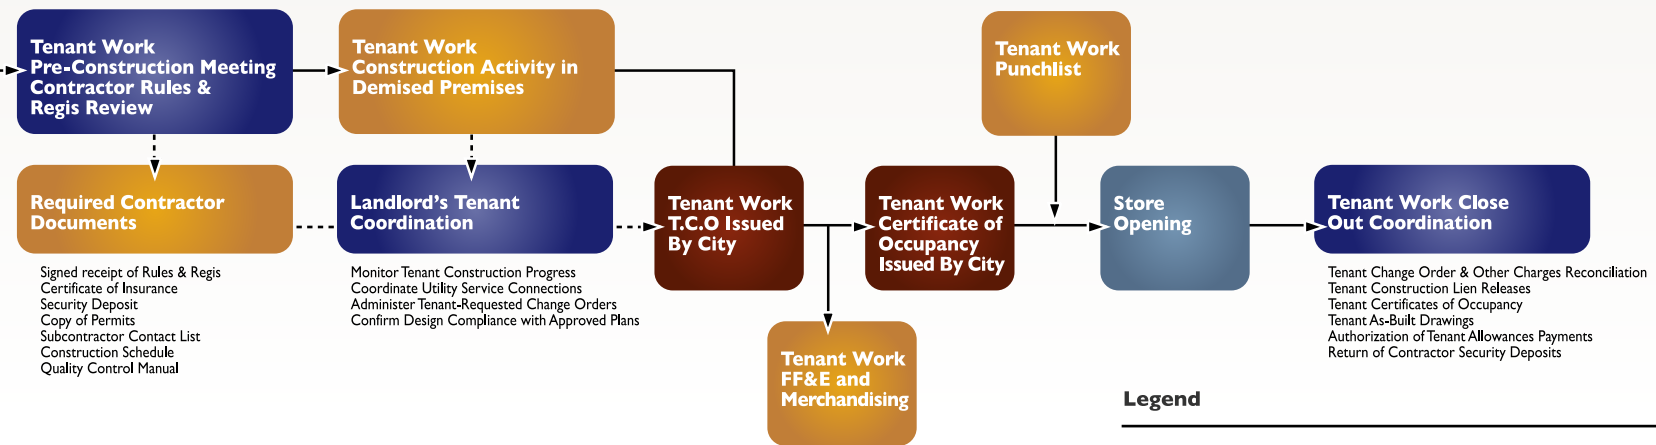 Tenant Work
Pre-Construction Meeting
Contractor Rules &
Regis Review
Tenant Work
Construction Activity in
Demised Premises
Tenant Work
Punchlist
Required Contractor
Documents
Signed receipt of Rules & Regis
Certificate of Insurance
Security Deposit
Copy of Permits
Subcontractor Contact List
Construction Schedule
Quality Control Manual
Landlord's Tenant
Coordination
Monitor Tenant Construction Progress
Coordinate Utility Service Connections
Administer Tenant-Requested Change Orders
Confirm Design Compliance with Approved Plans
Tenant Work
T.C.O Issued
By City
Tenant Work
Certificate of
Occupancy
Issued By City
Store
Opening
Tenant Work Close
Out Coordination
Tenant Change Order & Other Charges Reconciliation
Tenant Construction Lien Releases
Tenant Certificates of Occupancy
Tenant As-Built Drawings
Authorization of Tenant Allowances Payments
Return of Contractor Security Deposits
Tenant Work
FF&E and
Merchandising
Legend